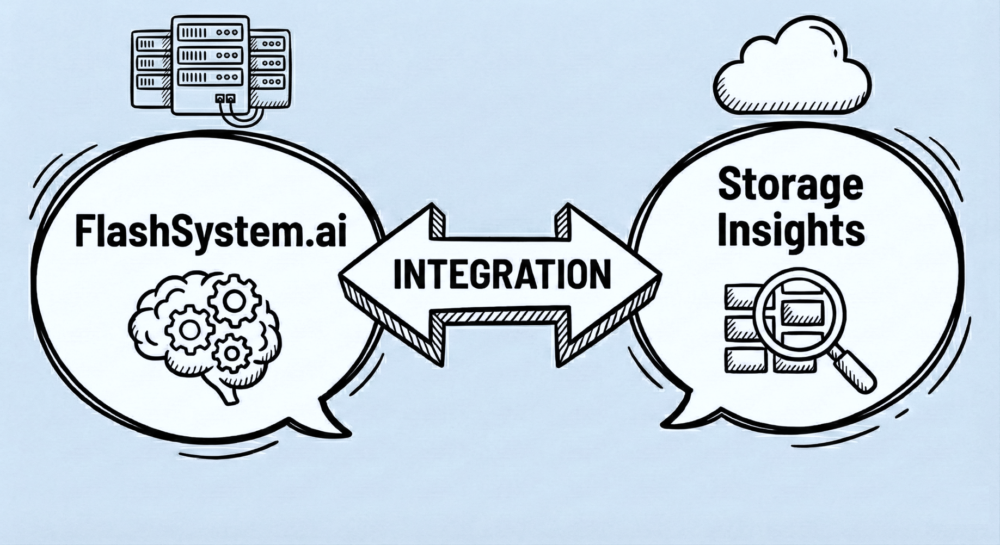 FlashSystem.ai
INTEGRATION
Storage
Insights